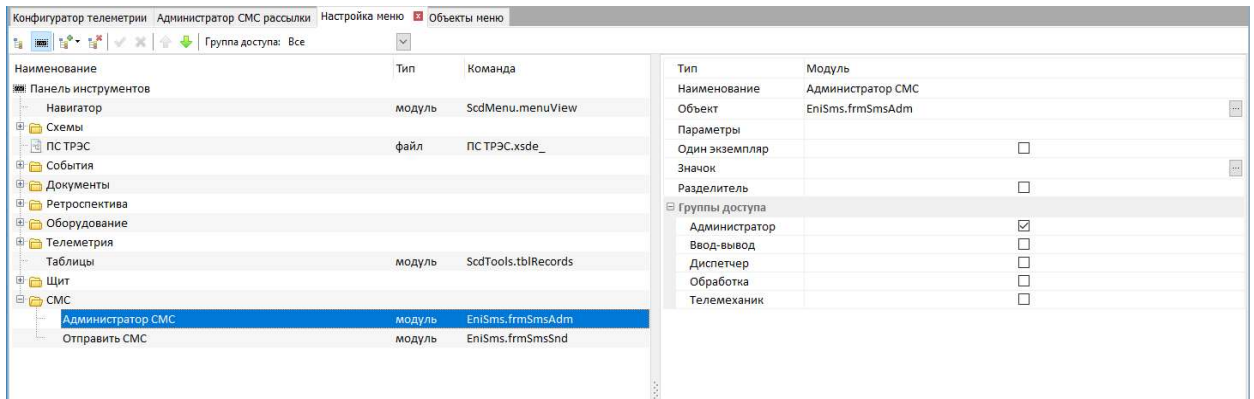 Конфигуратор телеметрии Администратор СМС рассылки Настройка меню Объекты меню
Группа доступа: Все
Наименование Тип Команда
Панель инструментов
Навигатор модуль ScdMenu.menuView
Схемы
ПС ТРЭС файл ПС ТРЭС.xsde_
События
Документы
Ретроспектива
Оборудование
Телеметрия
Таблицы модуль ScdTools.tblRecords
Щит
СМС
Администратор СМС модуль EniSms.frmSmsAdm
Отправить СМС модуль EniSms.frmSmsSnd
Тип Модуль
Наименование Администратор СМС
Объект EniSms.frmSmsAdm
Параметры
Один экземпляр
Значок
Разделитель
Группы доступа
Администратор
Ввод-вывод
Диспетчер
Обработка
Телемеханик